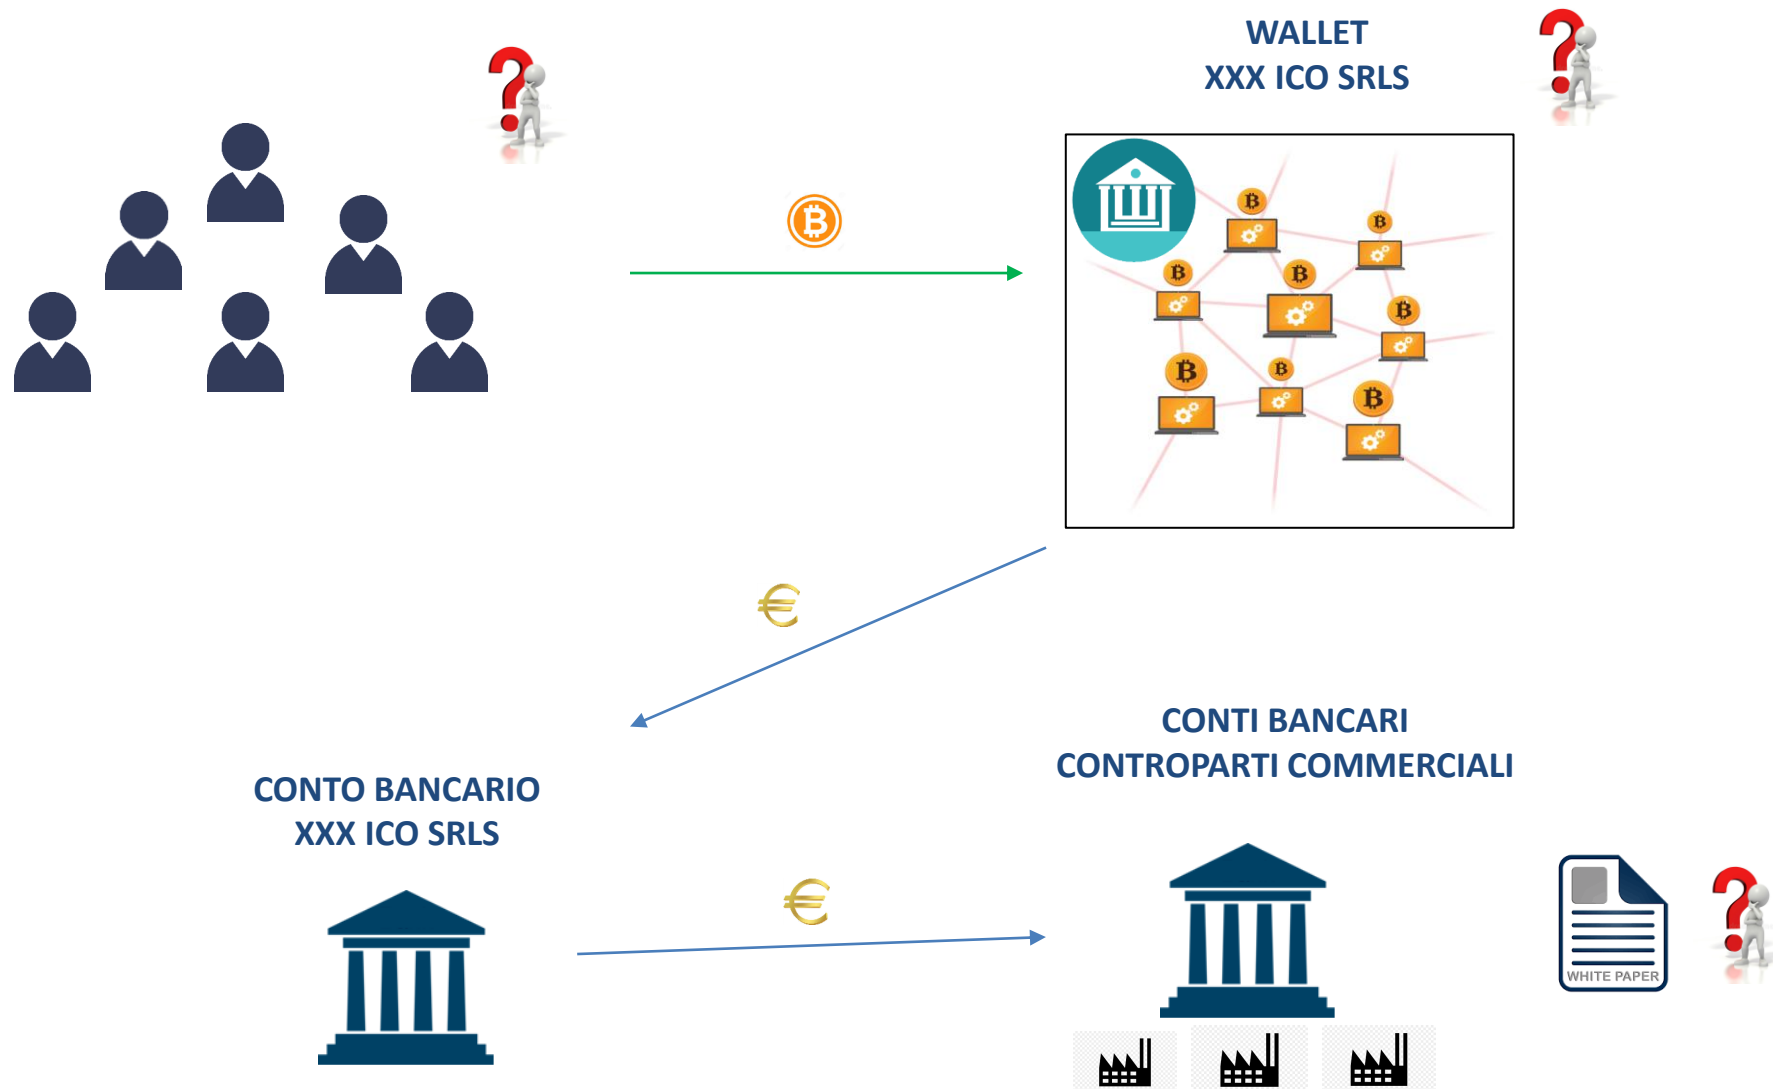 WALLET
XXX ICO SRLS
CONTI BANCARI
CONTROPARTI COMMERCIALI
CONTO BANCARIO
XXX ICO SRLS
WHITE PAPER